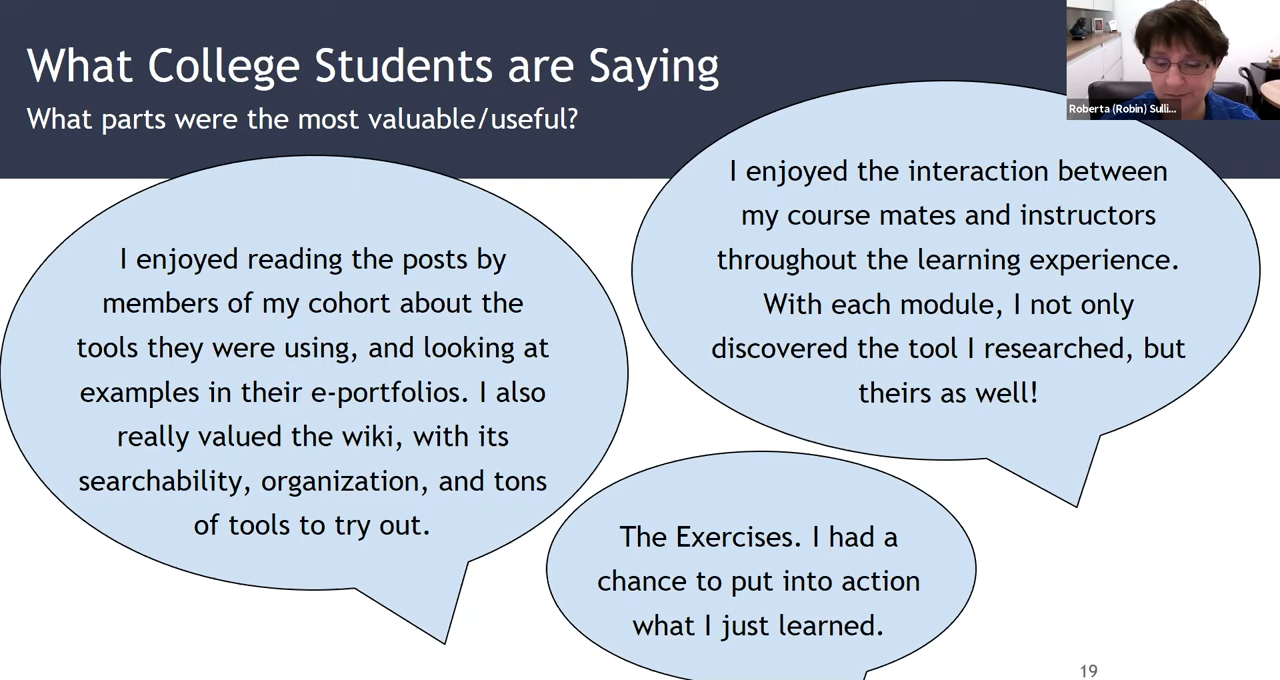 What College Students are Saying
What parts were the most valuable/useful?
Roberta (Robin) Sulli...
I enjoyed reading the posts by
members of my cohort about the
tools they were using, and looking at
examples in their e-portfolios. I also
really valued the wiki, with its
searchability, organization, and tons
of tools to try out.
I enjoyed the interaction between
my course mates and instructors
throughout the learning experience.
With each module, I not only
discovered the tool I researched, but
theirs as well!
The Exercises. I had a
chance to put into action
what I just learned.
19